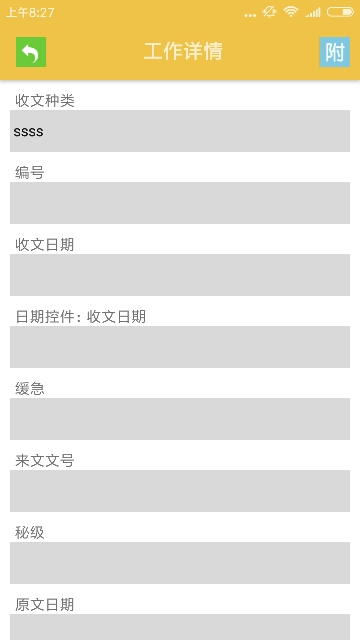 上午8:27
工作详情
附
收文种类
ssss
编号
收文日期
日期控件：收文日期
缓急
来文文号
秘级
原文日期